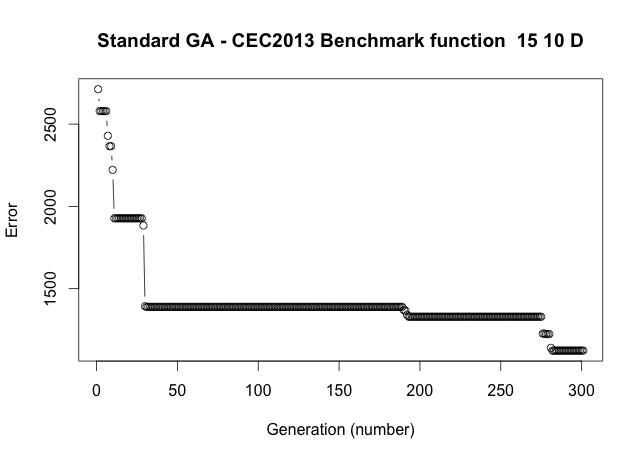 Standard GA - CEC2013 Benchmark function  15 10 D
Error
2500
2000
1500
0 50 100 150 200 250 300
Generation (number)